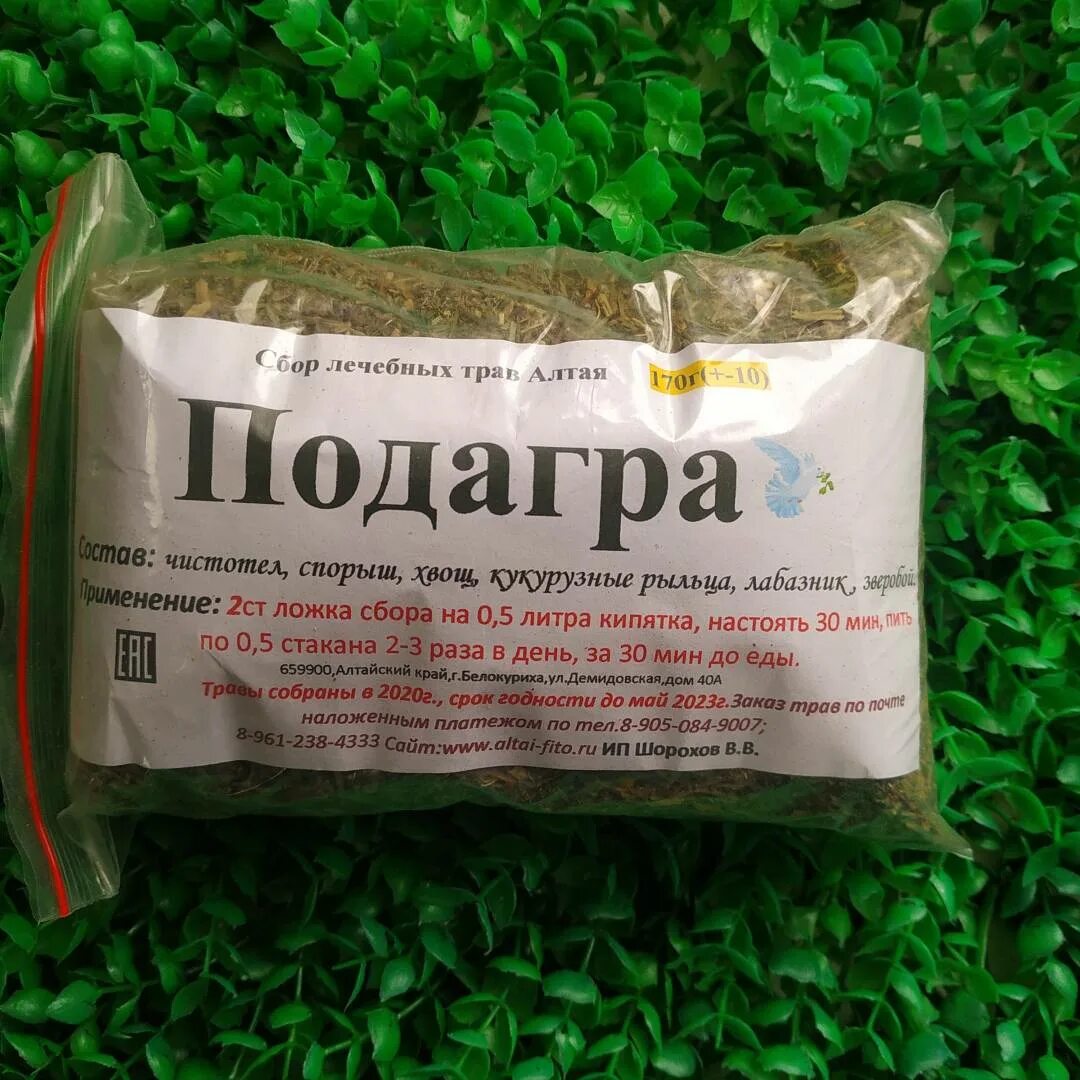 Сбор лечебных трав Алтая 170г(+-10)
Подагра
Состав: чистотел, спорыш, хвощ, кукурузные рыльца, лабазник, зверобой.
Применение: 2ст ложка сбора на 0,5 литра кипятка, настоять 30 мин, пить
по 0,5 стакана 2-3 раза в день, за 30 мин до еды.
EAC
659900,Алтайский край,г.Белокуриха,ул.Демидовская,дом 40А
Травы собраны в 2020г., срок годности до май 2023г.Заказ трав по почте
наложенным платежом по тел.8-905-084-9007;
8-961-238-4333 Сайт:www.altai-fito.ru ИП Шорохов В.В.